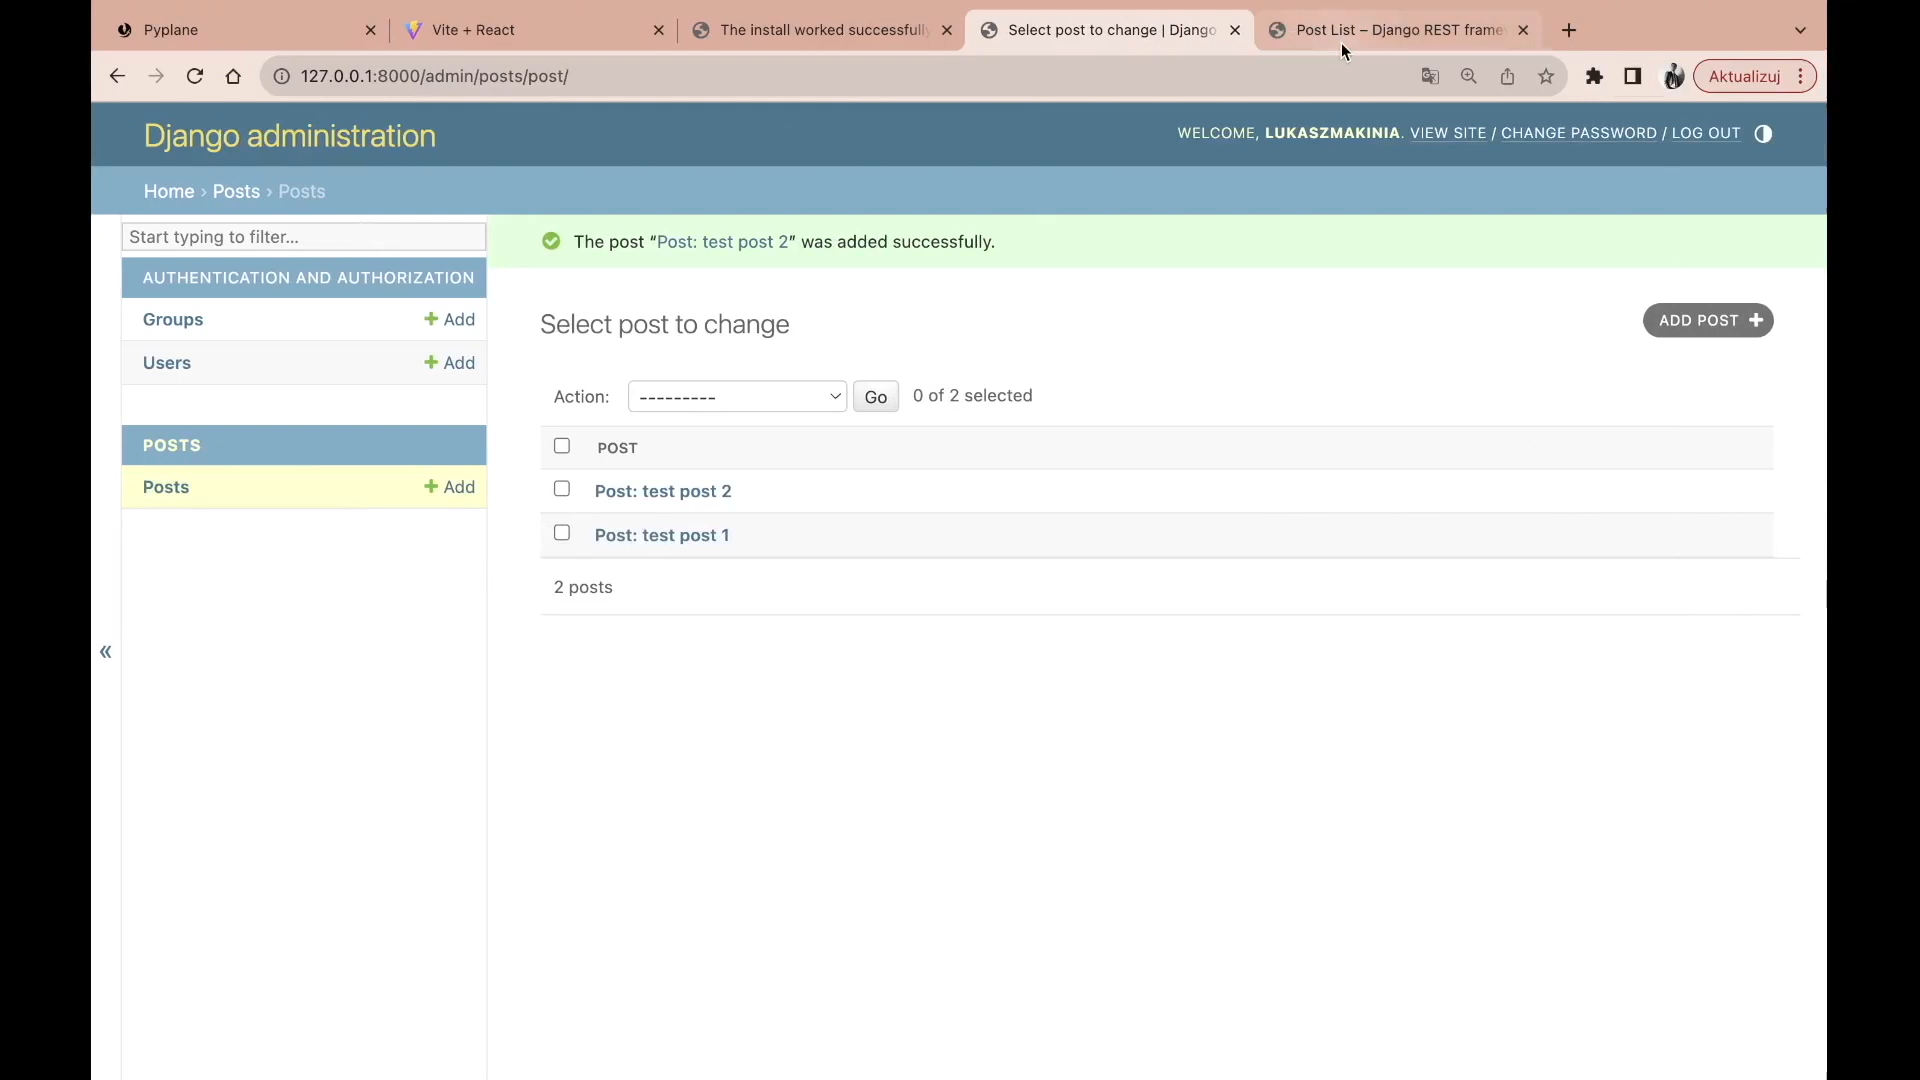 Pyplane
Vite + React
The install worked successfully
Select post to change | Django
Post List – Django REST frame
127.0.0.1:8000/admin/posts/post/
Aktualizuj
Django administration
WELCOME, LUKASZMAKINIA. VIEW SITE / CHANGE PASSWORD / LOG OUT
Home › Posts › Posts
Start typing to filter...
AUTHENTICATION AND AUTHORIZATION
Groups + Add
Users + Add
POSTS
Posts + Add
«
The post “Post: test post 2” was added successfully.
Select post to change
ADD POST +
Action: --------- Go 0 of 2 selected
POST
Post: test post 2
Post: test post 1
2 posts